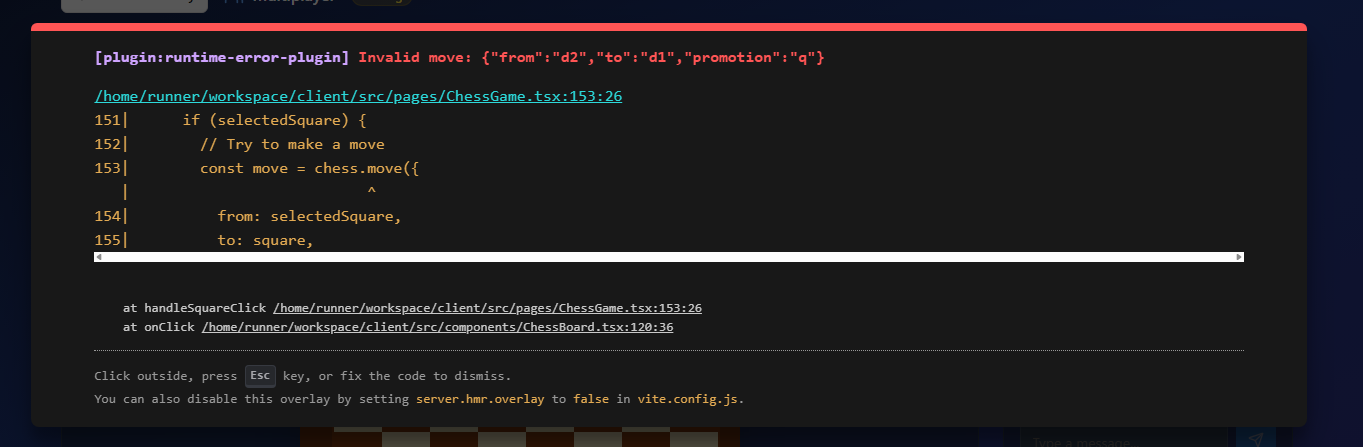 [plugin:runtime-error-plugin] Invalid move: {"from":"d2","to":"d1","promotion":"q"}
/home/runner/workspace/client/src/pages/ChessGame.tsx:153:26
151|      if (selectedSquare) {
152|        // Try to make a move
153|        const move = chess.move({
|                           ^
154|          from: selectedSquare,
155|          to: square,
at handleSquareClick /home/runner/workspace/client/src/pages/ChessGame.tsx:153:26
at onClick /home/runner/workspace/client/src/components/ChessBoard.tsx:120:36
Click outside, press Esc key, or fix the code to dismiss.
You can also disable this overlay by setting server.hmr.overlay to false in vite.config.js.
Type a message...